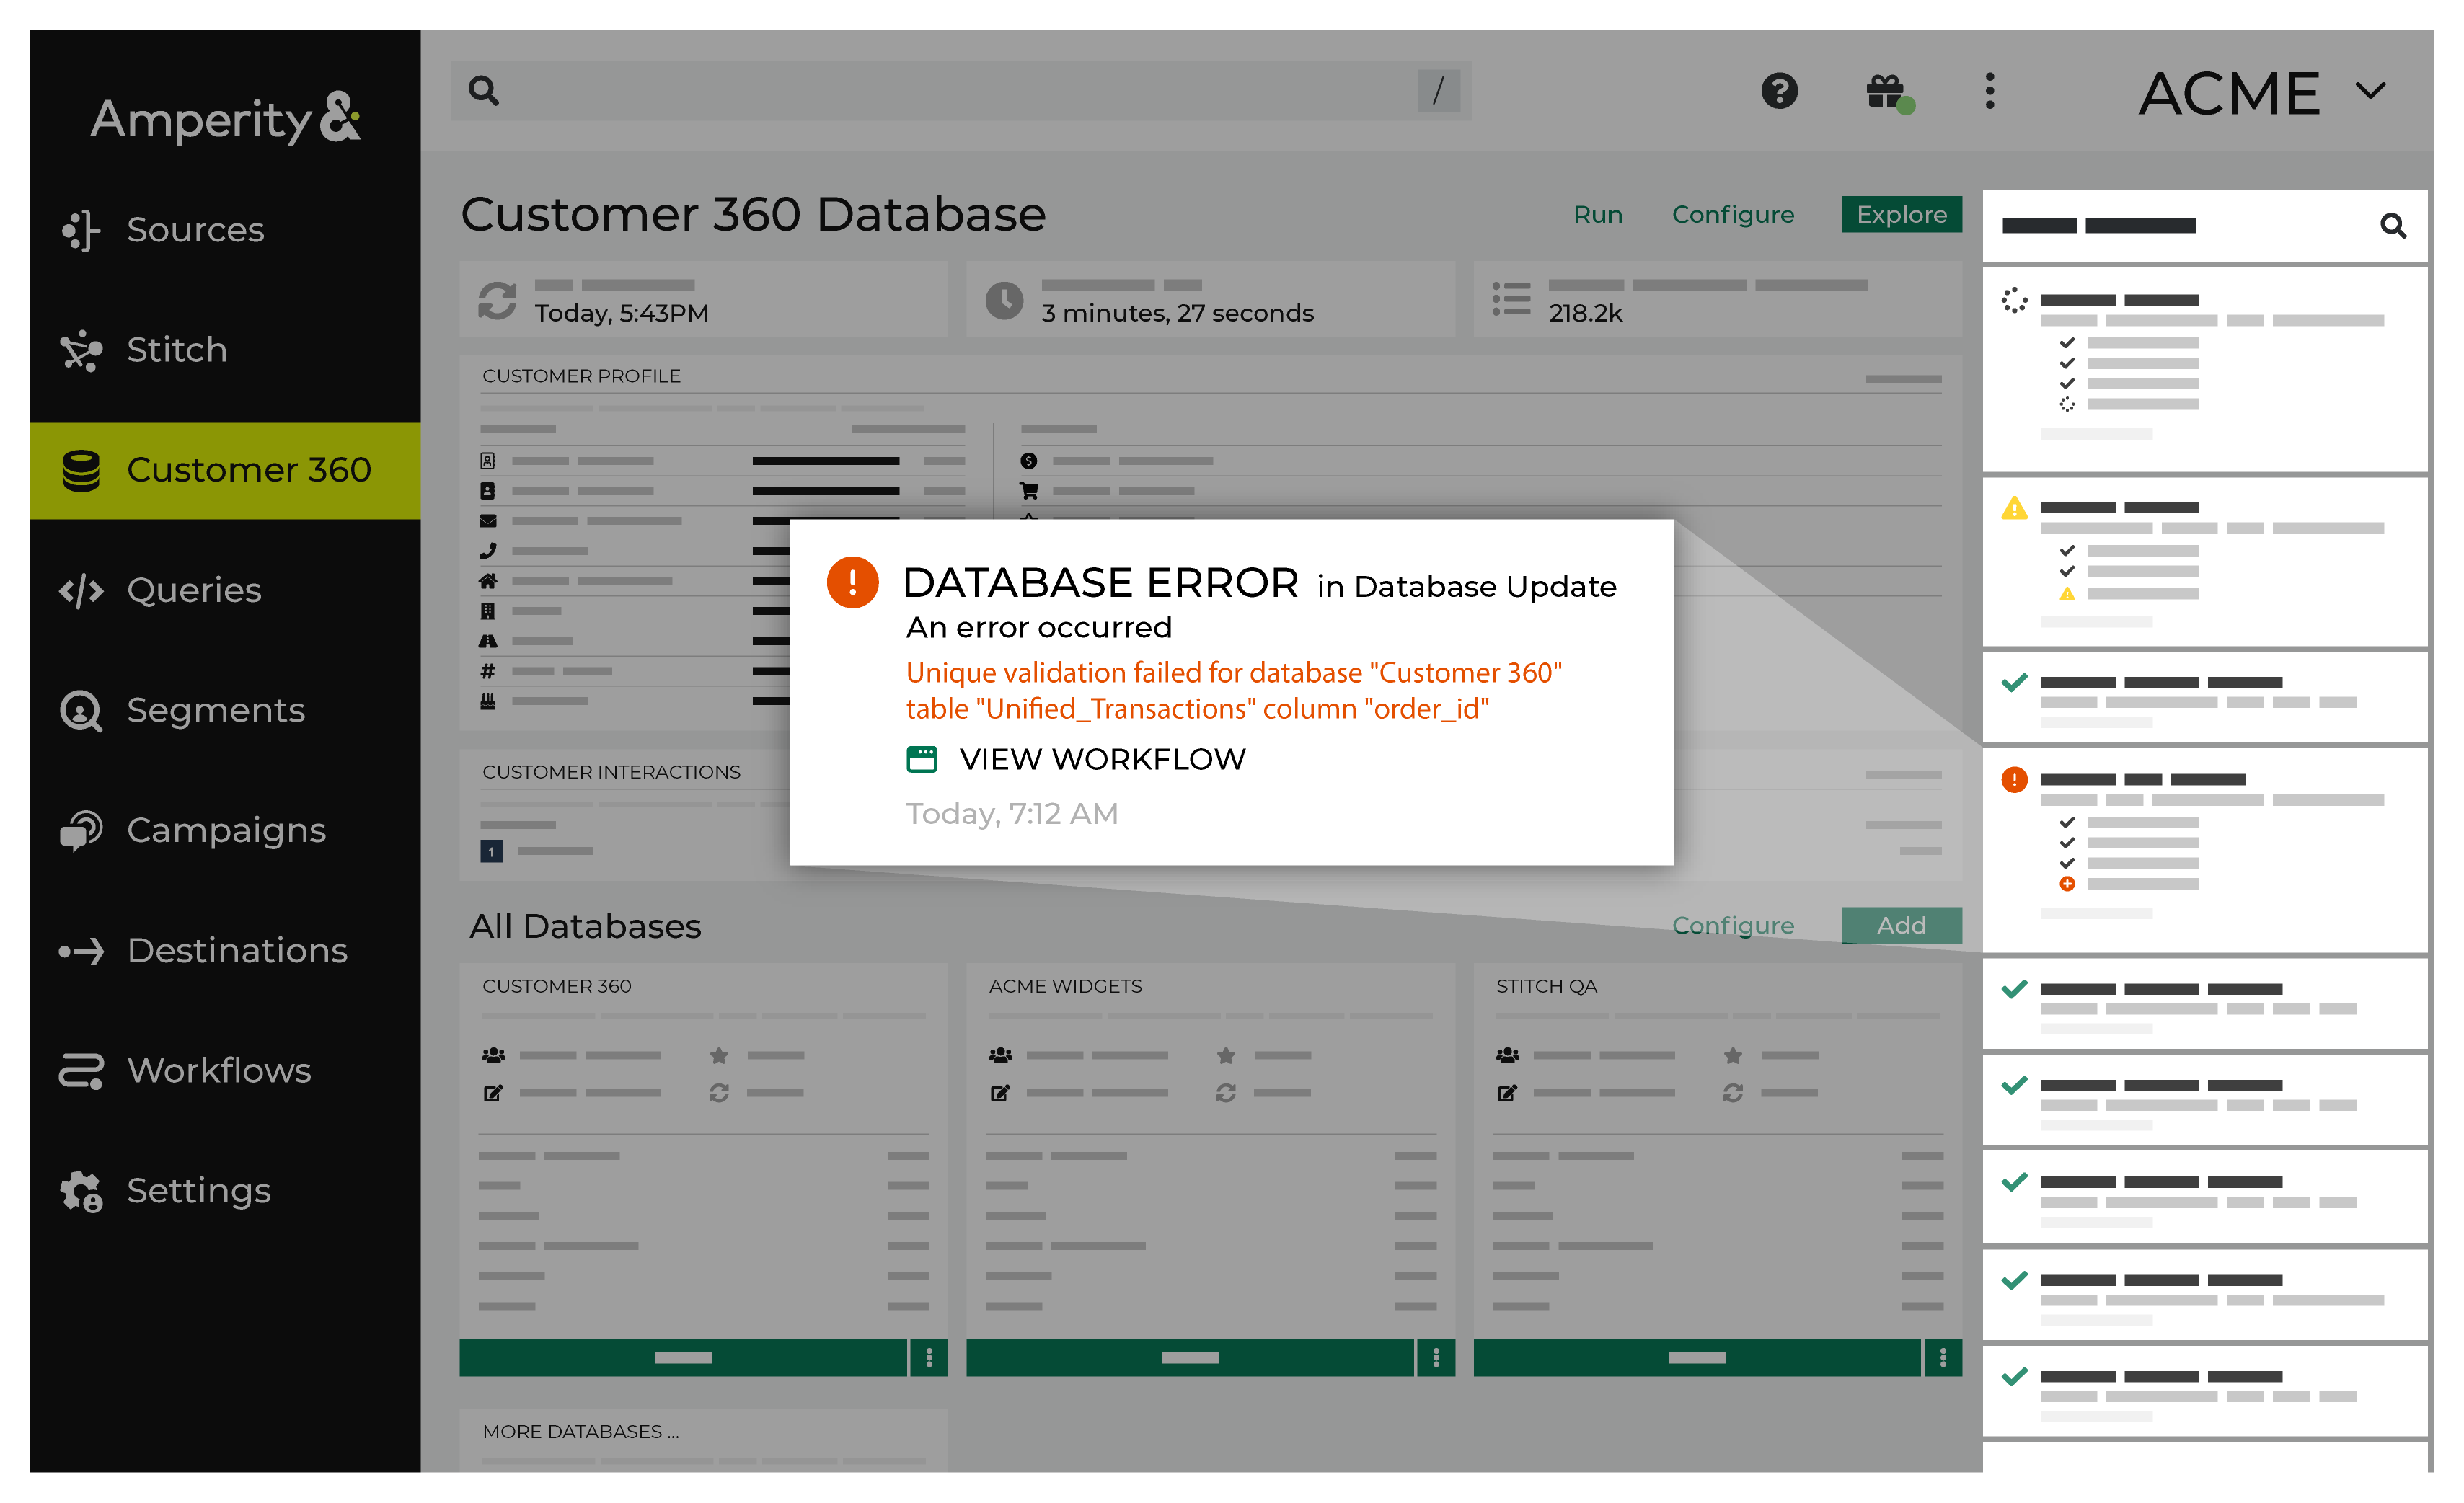 Amperity&
/
ACME
Sources
Stitch
Customer 360
Queries
Segments
Campaigns
Destinations
Workflows
Settings
Customer 360 Database
Run
Configure
Explore
Today, 5:43PM
3 minutes, 27 seconds
218.2k
CUSTOMER PROFILE
DATABASE ERROR in Database Update
An error occurred
Unique validation failed for database "Customer 360"
table "Unified_Transactions" column "order_id"
VIEW WORKFLOW
Today, 7:12 AM
CUSTOMER INTERACTIONS
1
All Databases
Configure
Add
CUSTOMER 360
ACME WIDGETS
STITCH QA
MORE DATABASES ...